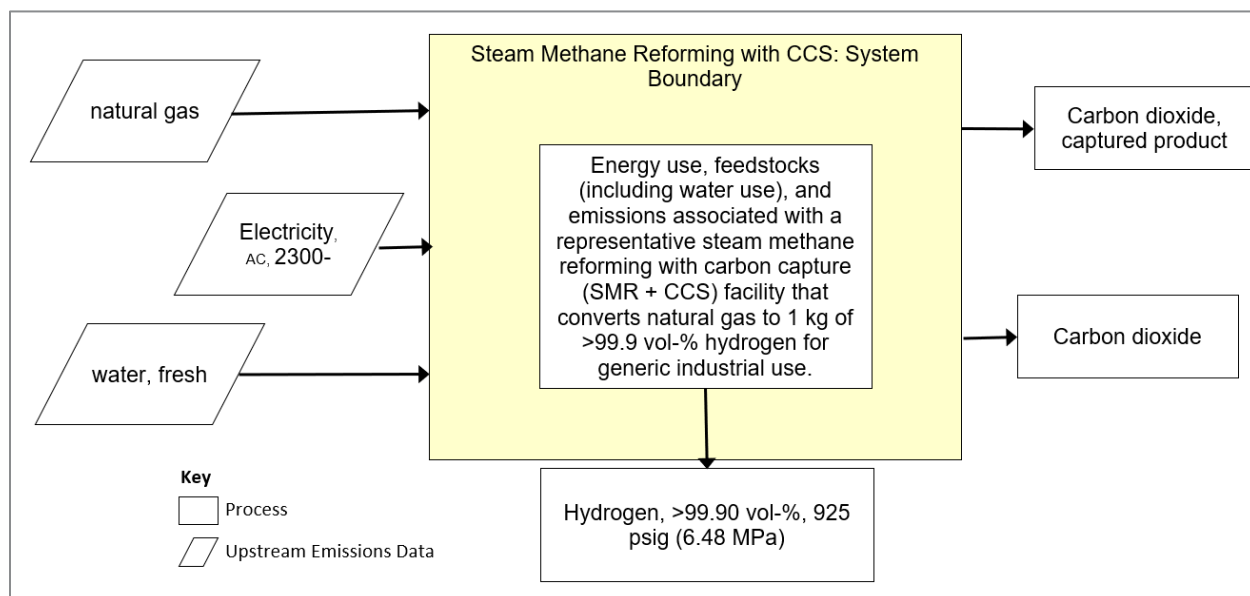 Steam Methane Reforming with CCS: System
Boundary
natural gas
Carbon dioxide,
captured product
Energy use, feedstocks
(including water use), and
emissions associated with a
representative steam methane
reforming with carbon capture
(SMR + CCS) facility that
converts natural gas to 1 kg of
>99.9 vol-% hydrogen for
generic industrial use.
Electricity,
AC, 2300-
Carbon dioxide
water, fresh
Key
Process
Upstream Emissions Data
Hydrogen, >99.90 vol-%, 925
psig (6.48 MPa)